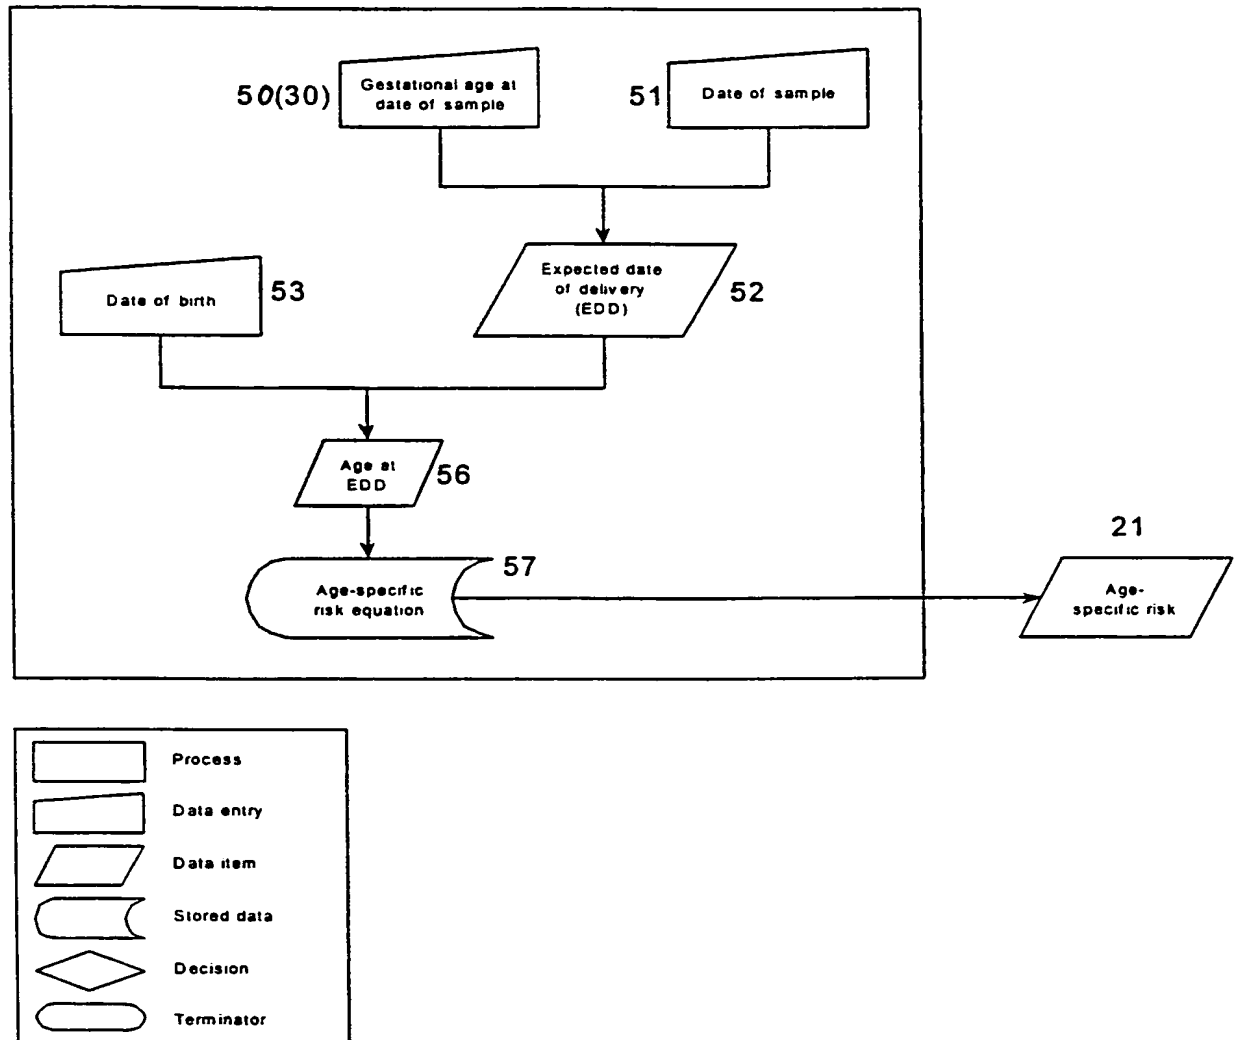 50(30)
Gestational age at
date of sample
51
Date of sample
Date of birth
53
Expected date
of delivery
(EDD)
52
Age at
EDD
56
Age-specific
risk equation
57
21
Age-
specific risk
Process
Data entry
Data item
Stored data
Decision
Terminator